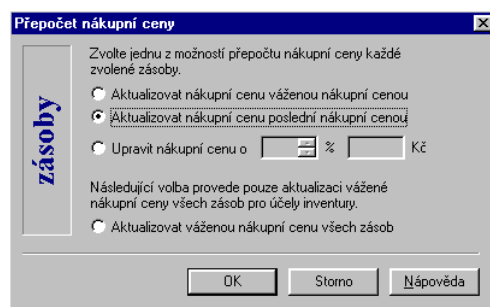 Přepočet nákupní ceny
zásoby
Zvolte jednu z možností přepočtu nákupní ceny každé
zvolené zásoby.
Aktualizovat nákupní cenu váženou nákupní cenou
Aktualizovat nákupní cenu poslední nákupní cenou
Upravit nákupní cenu o % Kč
Následující volba provede pouze aktualizaci vážené
nákupní ceny všech zásob pro účely inventury.
Aktualizovat váženou nákupní cenu všech zásob
OK Storno Nápověda